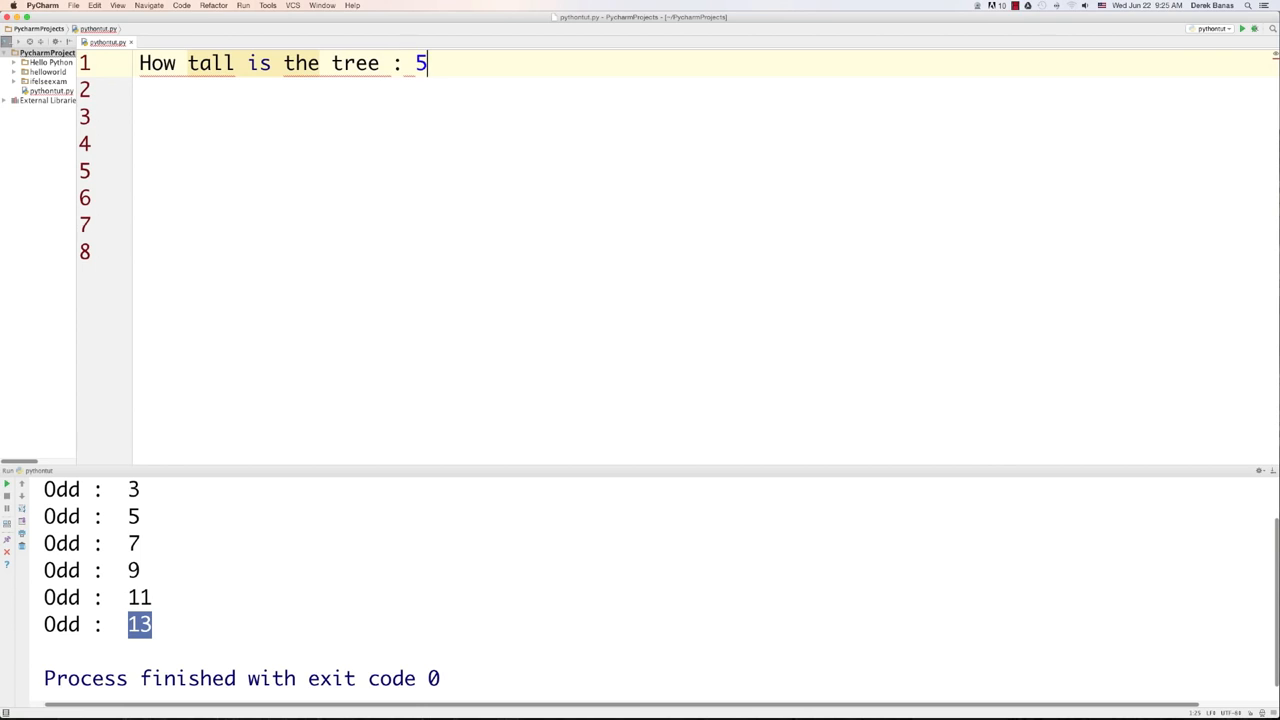 PyCharm File Edit View Navigate Code Refactor Run Tools VCS Window Help 10 Wed Jun 22 9:25 AM Derek Banas
pythontut.py - PycharmProjects - [~/PycharmProjects]
PycharmProjects pythontut.py pythontut
pythontut.py
PycharmProject
Hello Python
helloworld
ifelseexam
pythontut.py
External Librarie
1 How tall is the tree : 5
2
3
4
5
6
7
8
Run pythontut
Odd : 3
Odd : 5
Odd : 7
Odd : 9
Odd : 11
Odd : 13
Process finished with exit code 0
1:25 LF‡ UTF-8‡